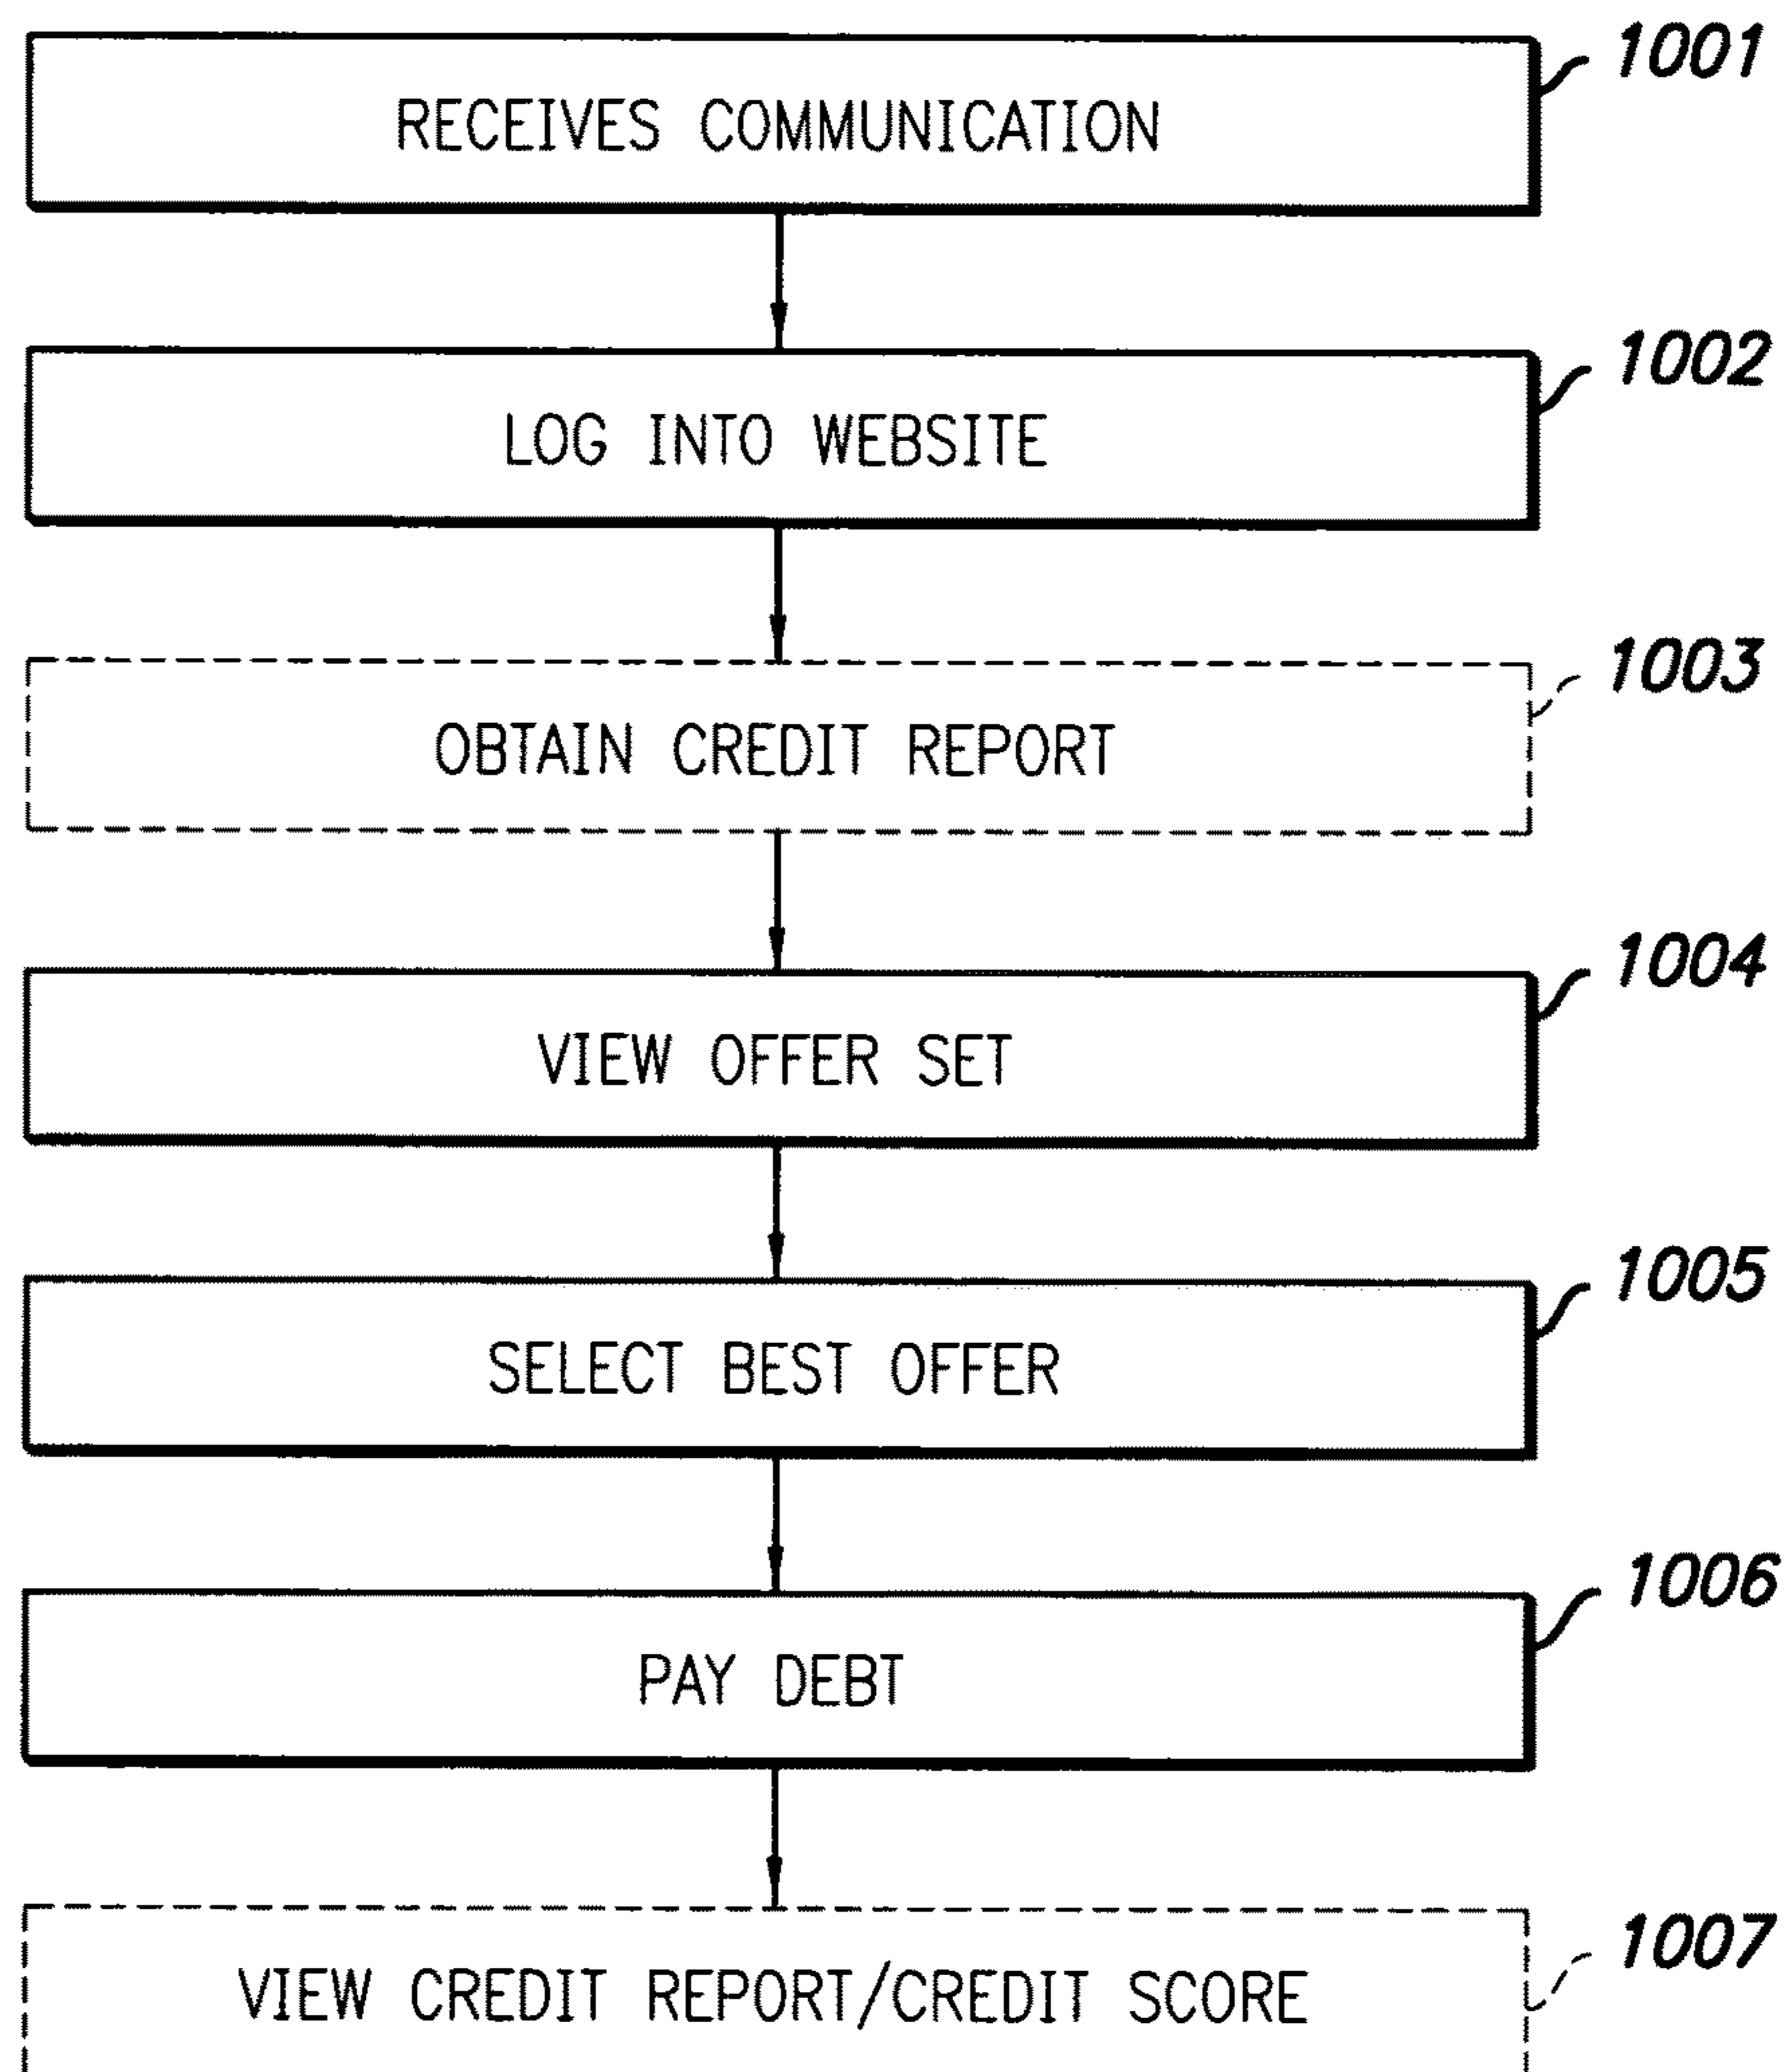 1001
RECEIVES COMMUNICATION
1002
LOG INTO WEBSITE
1003
OBTAIN CREDIT REPORT
1004
VIEW OFFER SET
1005
SELECT BEST OFFER
1006
PAY DEBT
1007
VIEW CREDIT REPORT/CREDIT SCORE